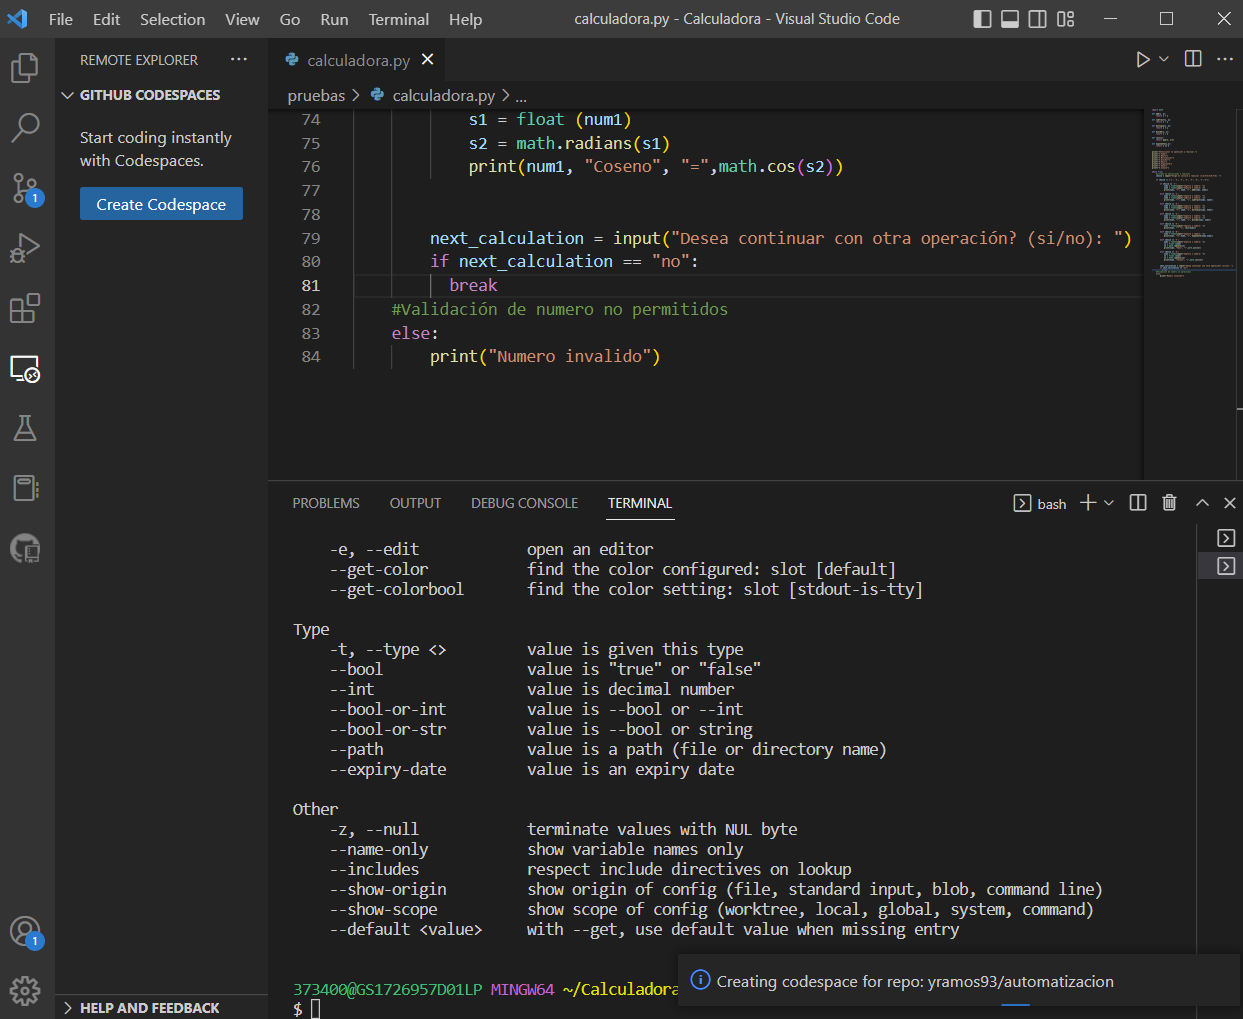 File Edit Selection View Go Run Terminal Help calculadora.py - Calculadora - Visual Studio Code
REMOTE EXPLORER
GITHUB CODESPACES
Start coding instantly
with Codespaces.
Create Codespace
1
1
HELP AND FEEDBACK
calculadora.py
pruebas > calculadora.py > ...
74 s1 = float (num1)
75 s2 = math.radians(s1)
76 print(num1, "Coseno", "=",math.cos(s2))
77
78
79 next_calculation = input("Desea continuar con otra operación? (si/no): ")
80 if next_calculation == "no":
81 break
82 #Validación de numero no permitidos
83 else:
84 print("Numero invalido")
PROBLEMS OUTPUT DEBUG CONSOLE TERMINAL bash
-e, --edit open an editor
--get-color find the color configured: slot [default]
--get-colorbool find the color setting: slot [stdout-is-tty]
Type
-t, --type <> value is given this type
--bool value is "true" or "false"
--int value is decimal number
--bool-or-int value is --bool or --int
--bool-or-str value is --bool or string
--path value is a path (file or directory name)
--expiry-date value is an expiry date
Other
-z, --null terminate values with NUL byte
--name-only show variable names only
--includes respect include directives on lookup
--show-origin show origin of config (file, standard input, blob, command line)
--show-scope show scope of config (worktree, local, global, system, command)
--default <value> with --get, use default value when missing entry
373400@GS1726957D01LP MINGW64 ~/Calculadora
$
Creating codespace for repo: yramos93/automatizacion